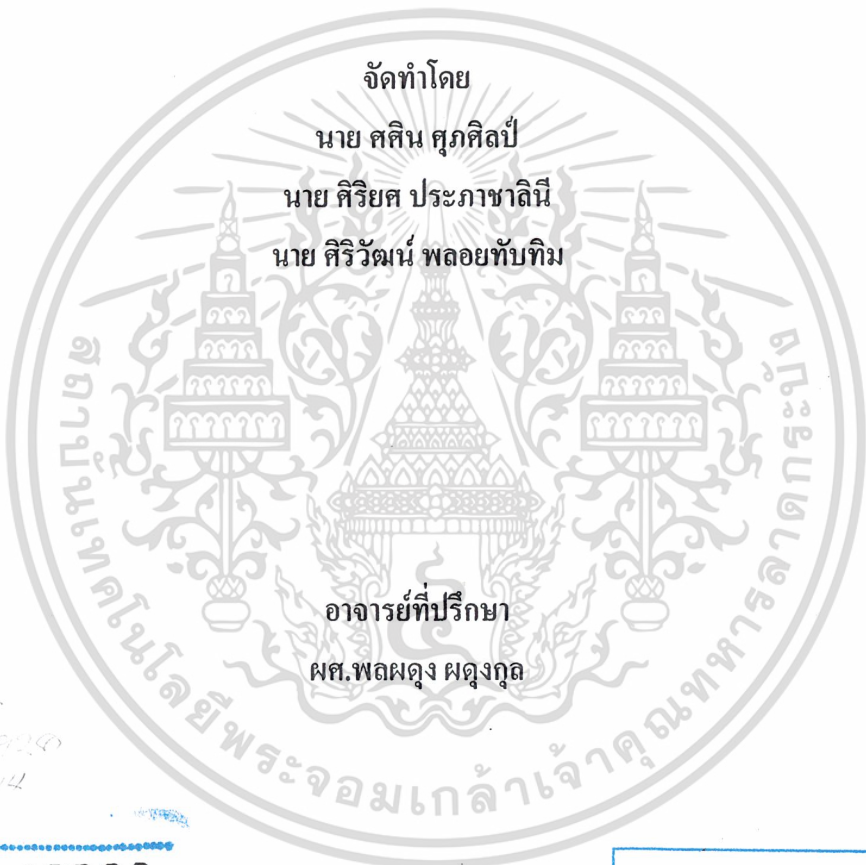 จัดทำโดย
นาย ศศิน ศุภศิลป์
นาย ศิริยศ ประภาชาลินี
นาย ศิริวัฒน์ พลอยทับทิม
อาจารย์ที่ปรึกษา
ผศ.พลผดุง ผดุงกุล
สถาบันเทคโนโลยีพระจอมเกล้าเจ้าคุณทหารลาดกระบัง